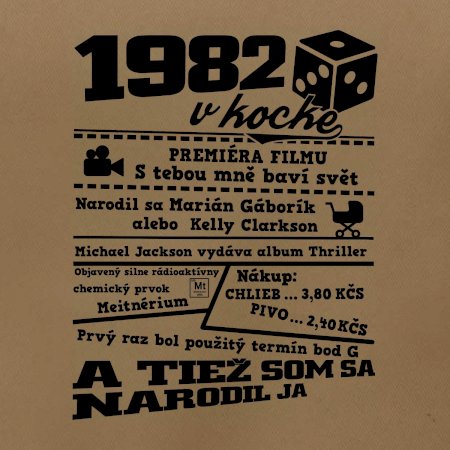 1982
v kocke
PREMIÉRA FILMU
S tebou mně baví svět
Narodil sa Marián Gáborík
alebo Kelly Clarkson
Michael Jackson vydáva album Thriller
Objavený silne rádioaktívny
chemický prvok
Meitnérium
Mt
Nákup:
CHLIEB ... 3,80 KČS
PIVO ... 2,40 KČS
Prvý raz bol použitý termín bod G
A TIEŽ SOM SA
NARODIL JA